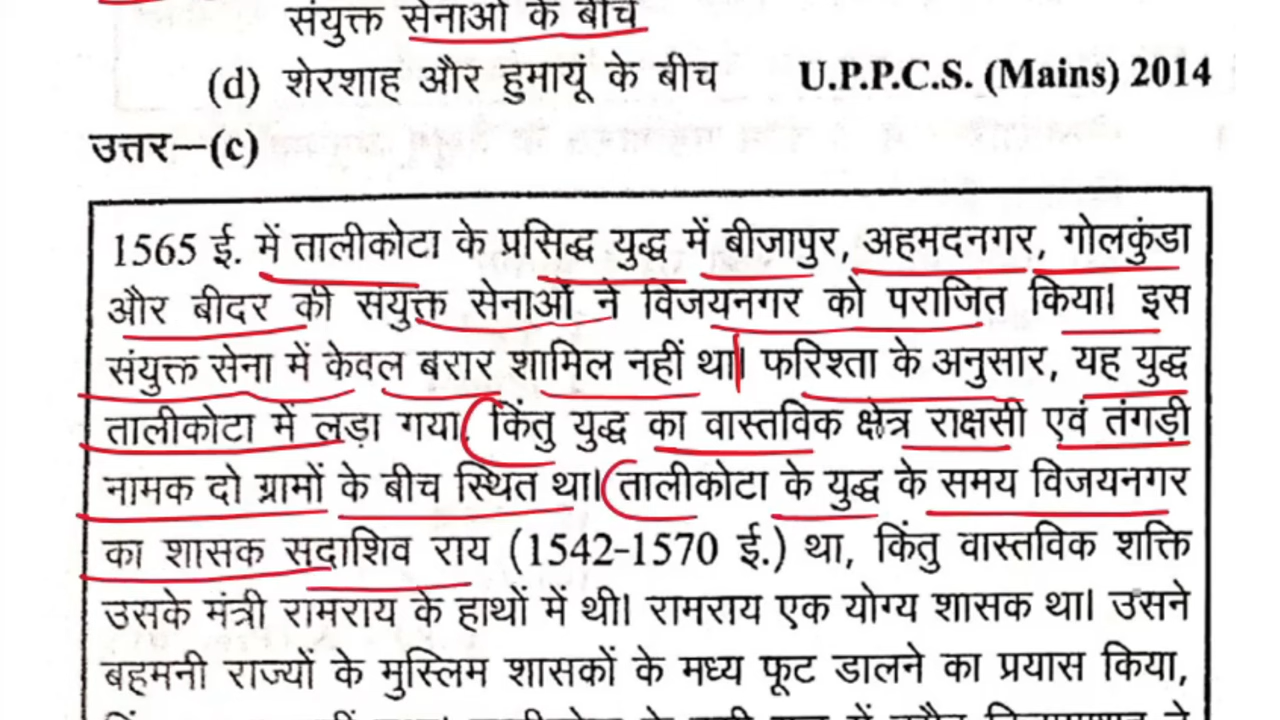 संयुक्त सेनाओं के बीच
(d) शेरशाह और हुमायूं के बीच U.P.P.C.S. (Mains) 2014
उत्तर—(c)
1565 ई. में तालीकोटा के प्रसिद्ध युद्ध में बीजापुर, अहमदनगर, गोलकुंडा
और बीदर की संयुक्त सेनाओं ने विजयनगर को पराजित किया। इस
संयुक्त सेना में केवल बरार शामिल नहीं था। फरिश्ता के अनुसार, यह युद्ध
तालीकोटा में लड़ा गया, किंतु युद्ध का वास्तविक क्षेत्र राक्षसी एवं तंगड़ी
नामक दो ग्रामों के बीच स्थित था। तालीकोटा के युद्ध के समय विजयनगर
का शासक सदाशिव राय (1542-1570 ई.) था, किंतु वास्तविक शक्ति
उसके मंत्री रामराय के हाथों में थी। रामराय एक योग्य शासक था। उसने
बहमनी राज्यों के मुस्लिम शासकों के मध्य फूट डालने का प्रयास किया,